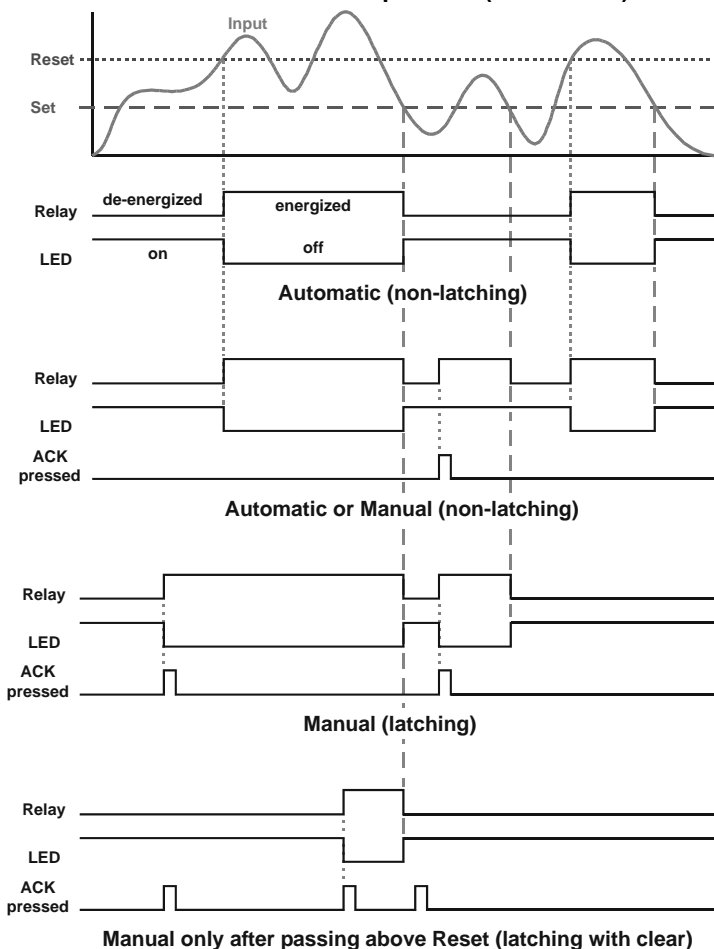 Input
Reset
Set
de-energized energized
Relay
on off
LED
Automatic (non-latching)
Relay
LED
ACK
pressed
Automatic or Manual (non-latching)
Relay
LED
ACK
pressed
Manual (latching)
Relay
LED
ACK
pressed
Manual only after passing above Reset (latching with clear)